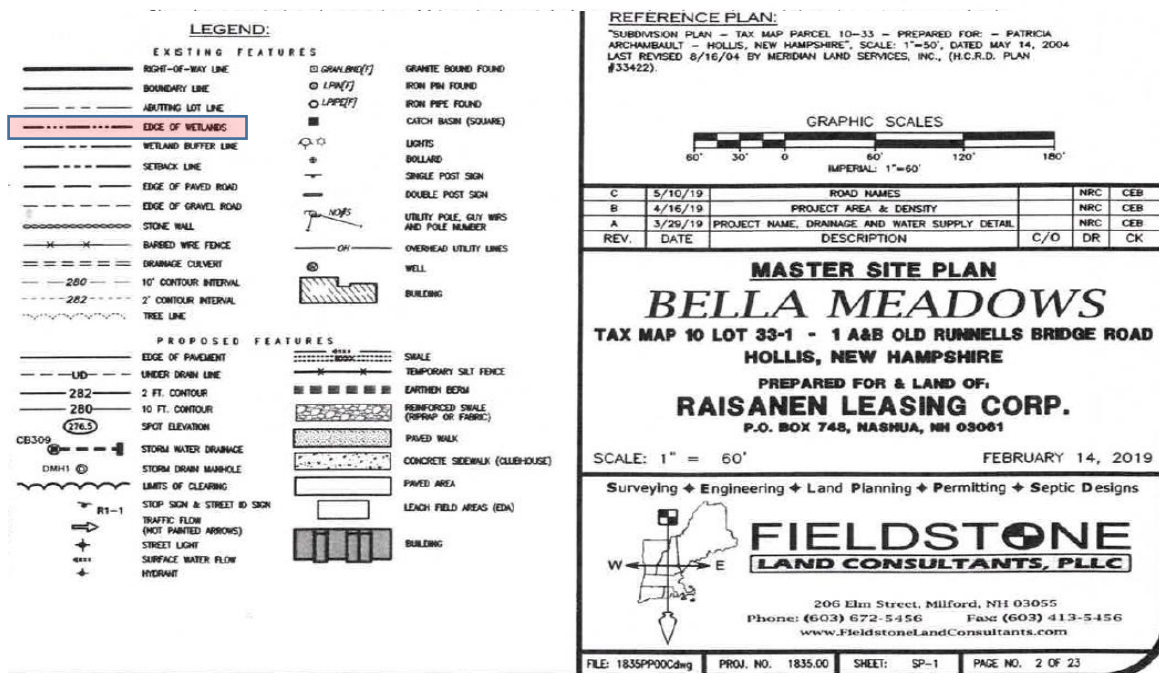 LEGEND:
EXISTING FEATURES
RIGHT-OF-WAY LINE
BOUNDARY LINE
ABUTTING LOT LINE
EDGE OF WETLANDS
WETLAND BUFFER LINE
SETBACK LINE
EDGE OF PAVED ROAD
EDGE OF GRAVEL ROAD
STONE WALL
BARBED WIRE FENCE
DRAINAGE CULVERT
280 10' CONTOUR INTERVAL
282 2' CONTOUR INTERVAL
TREE LINE
GRAN.BND[F] GRANITE BOUND FOUND
I.PIN[F] IRON PIN FOUND
I.PIPE[F] IRON PIPE FOUND
CATCH BASIN (SQUARE)
LIGHTS
BOLLARD
SINGLE POST SIGN
DOUBLE POST SIGN
UTILITY POLE, GUY WIRS
AND POLE NUMBER
OH OVERHEAD UTILITY LINES
WELL
BUILDING
PROPOSED FEATURES
EDGE OF PAVEMENT
UD UNDER DRAIN LINE
282 2 FT. CONTOUR
280 10 FT. CONTOUR
276.5 SPOT ELEVATION
CB309 STORM WATER DRAINAGE
DMH1 STORM DRAIN MANHOLE
LIMITS OF CLEARING
R1-1 STOP SIGN & STREET ID SIGN
TRAFFIC FLOW
(NOT PAINTED ARROWS)
STREET LIGHT
SURFACE WATER FLOW
HYDRANT
SWALE
TEMPORARY SILT FENCE
EARTHEN BERM
REINFORCED SWALE
(RIPRAP OR FABRIC)
PAVED WALK
CONCRETE SIDEWALK (CLUBHOUSE)
PAVED AREA
LEACH FIELD AREAS (EDA)
BUILDING
REFERENCE PLAN:
"SUBDIVISION PLAN - TAX MAP PARCEL 10-33 - PREPARED FOR: - PATRICIA
ARCHAMBAULT - HOLLIS, NEW HAMPSHIRE", SCALE: 1"=50', DATED MAY 14, 2004
LAST REVISED 8/16/04 BY MERIDIAN LAND SERVICES, INC., (H.C.R.D. PLAN
#33422).
GRAPHIC SCALES
60' 30' 0 60' 120' 180'
IMPERIAL: 1"=60'
C 5/10/19 ROAD NAMES NRC CEB
B 4/16/19 PROJECT AREA & DENSITY NRC CEB
A 3/29/19 PROJECT NAME, DRAINAGE AND WATER SUPPLY DETAIL NRC CEB
REV. DATE DESCRIPTION C/O DR CK
MASTER SITE PLAN
BELLA MEADOWS
TAX MAP 10 LOT 33-1 - 1 A&B OLD RUNNELLS BRIDGE ROAD
HOLLIS, NEW HAMPSHIRE
PREPARED FOR & LAND OF:
RAISANEN LEASING CORP.
P.O. BOX 748, NASHUA, NH 03061
SCALE: 1" = 60' FEBRUARY 14, 2019
Surveying + Engineering + Land Planning + Permitting + Septic Designs
W E
FIELDSTONE
LAND CONSULTANTS, PLLC
206 Elm Street, Milford, NH 03055
Phone: (603) 672-5456 Fax: (603) 413-5456
www.FieldstoneLandConsultants.com
FILE: 1835PP00C.dwg PROJ. NO. 1835.00 SHEET: SP-1 PAGE NO. 2 OF 23